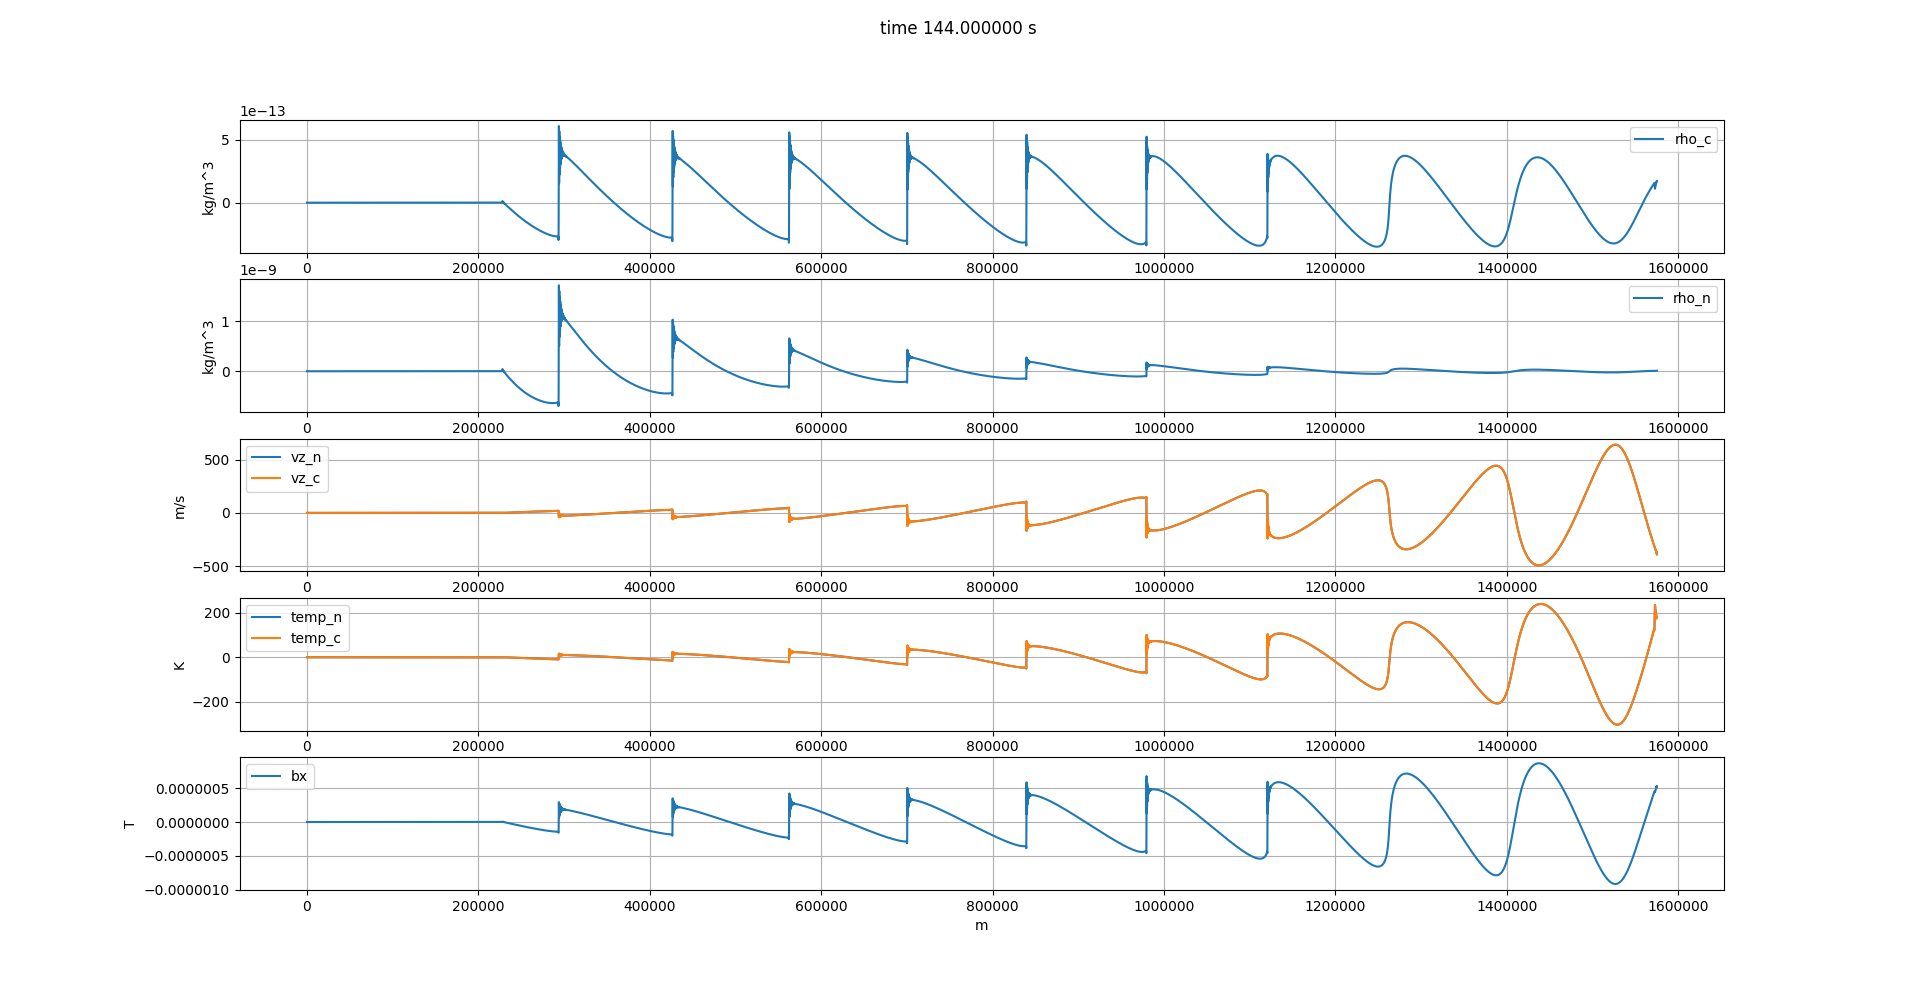 time 144.000000 s
1e−13
5
0
kg/m^3
rho_c
0 200000 400000 600000 800000 1000000 1200000 1400000 1600000
1e−9
1
0
kg/m^3
rho_n
0 200000 400000 600000 800000 1000000 1200000 1400000 1600000
500
0
−500
m/s
vz_n
vz_c
0 200000 400000 600000 800000 1000000 1200000 1400000 1600000
200
0
−200
K
temp_n
temp_c
0 200000 400000 600000 800000 1000000 1200000 1400000 1600000
0.0000005
0.0000000
−0.0000005
−0.0000010
T
bx
0 200000 400000 600000 800000 1000000 1200000 1400000 1600000
m